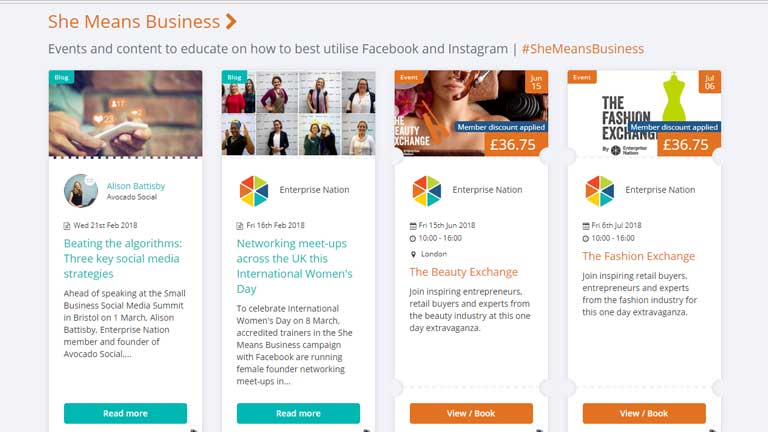 She Means Business
Events and content to educate on how to best utilise Facebook and Instagram | #SheMeansBusiness
Blog
17
23
2
Alison Battisby
Avocado Social
Wed 21st Feb 2018
Beating the algorithms:
Three key social media
strategies
Ahead of speaking at the Small
Business Social Media Summit
in Bristol on 1 March, Alison
Battisby, Enterprise Nation
member and founder of
Avocado Social,...
Read more
Blog
Enterprise Nation
Fri 16th Feb 2018
Networking meet-ups
across the UK this
International Women's
Day
To celebrate International
Women's Day on 8 March,
accredited trainers in the She
Means Business campaign
with Facebook are running
female founder networking
meet-ups in...
Read more
Event
Jun
15
THE
BEAUTY
EXCHANGE
Member discount applied
£36.75
Enterprise Nation
Fri 15th Jun 2018
10:00 - 16:00
London
The Beauty Exchange
Join inspiring entrepreneurs,
retail buyers and experts from
the beauty industry at this one
day extravaganza.
View / Book
Event
Jul
06
THE
FASHION
EXCHANG
By Enterprise
Nation
Member discount applied
£36.75
Enterprise Nation
Fri 6th Jul 2018
10:00 - 16:00
The Fashion Exchange
Join inspiring retail buyers,
entrepreneurs and experts
from the fashion industry for
this one day extravaganza.
View / Book